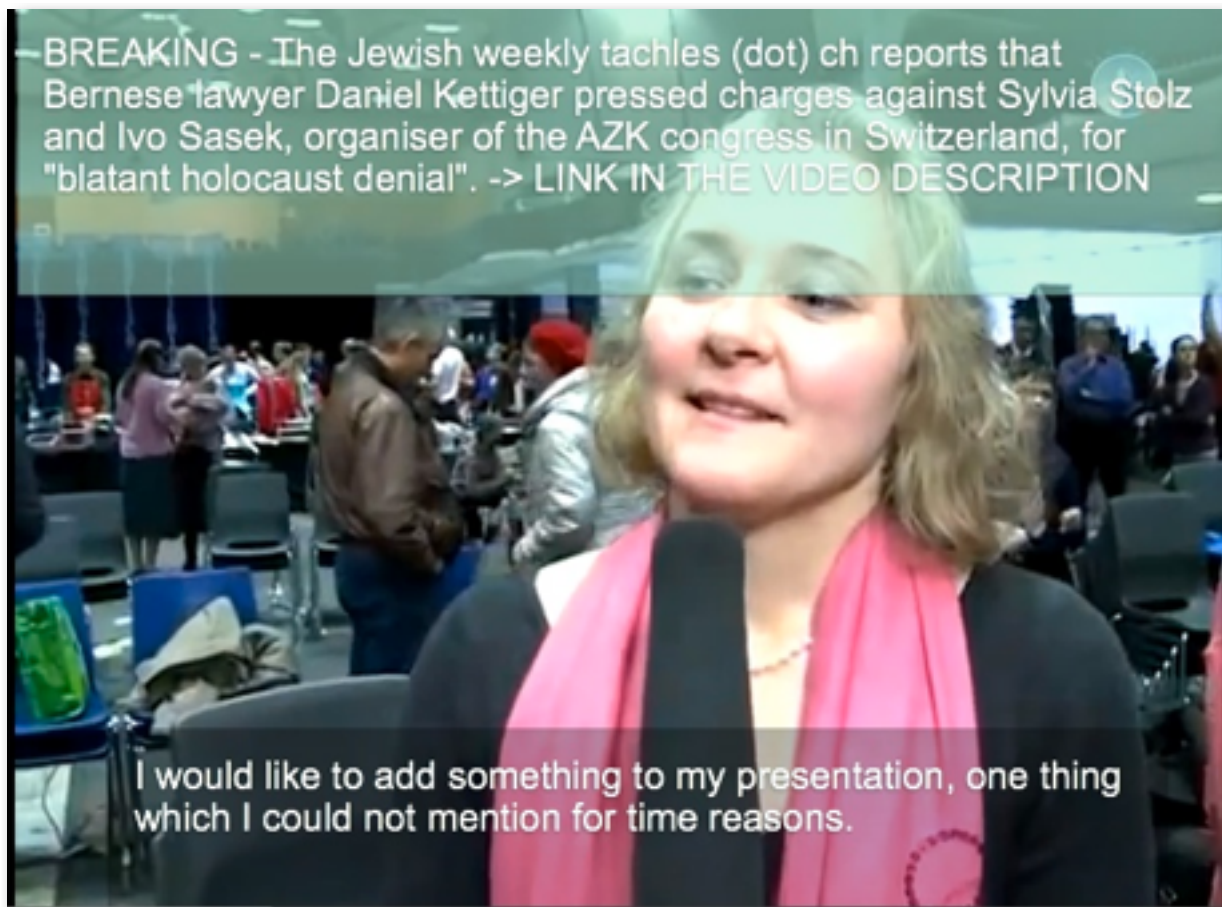 BREAKING - The Jewish weekly tachles (dot) ch reports that
Bernese lawyer Daniel Kettiger pressed charges against Sylvia Stolz
and Ivo Sasek, organiser of the AZK congress in Switzerland, for
"blatant holocaust denial". -> LINK IN THE VIDEO DESCRIPTION
I would like to add something to my presentation, one thing
which I could not mention for time reasons.